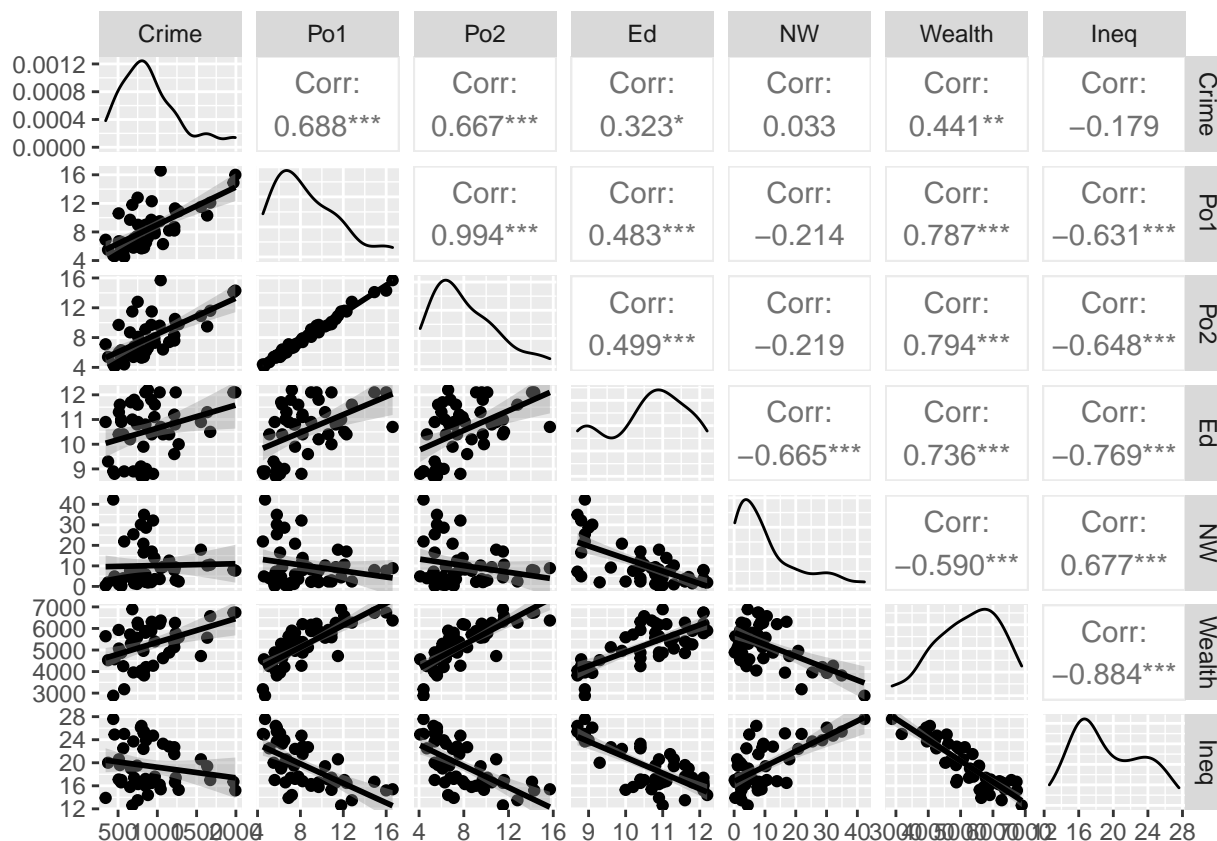 Crime Po1 Po2 Ed NW Wealth Ineq
0.0012
0.0008
0.0004
0.0000
Corr:
0.688***
Corr:
0.667***
Corr:
0.323*
Corr:
0.033
Corr:
0.441**
Corr:
−0.179
Crime
16
12
8
4
Corr:
0.994***
Corr:
0.483***
Corr:
−0.214
Corr:
0.787***
Corr:
−0.631***
Po1
16
12
8
4
Corr:
0.499***
Corr:
−0.219
Corr:
0.794***
Corr:
−0.648***
Po2
12
11
10
9
Corr:
−0.665***
Corr:
0.736***
Corr:
−0.769***
Ed
40
30
20
10
0
Corr:
−0.590***
Corr:
0.677***
NW
7000
6000
5000
4000
3000
Corr:
−0.884***
Wealth
28
24
20
16
12
Ineq
500 1000 1500 2000 4 8 12 16 4 8 12 16 9 10 11 12 0 10 20 30 40 3000 4000 5000 6000 7000 12 16 20 24 28